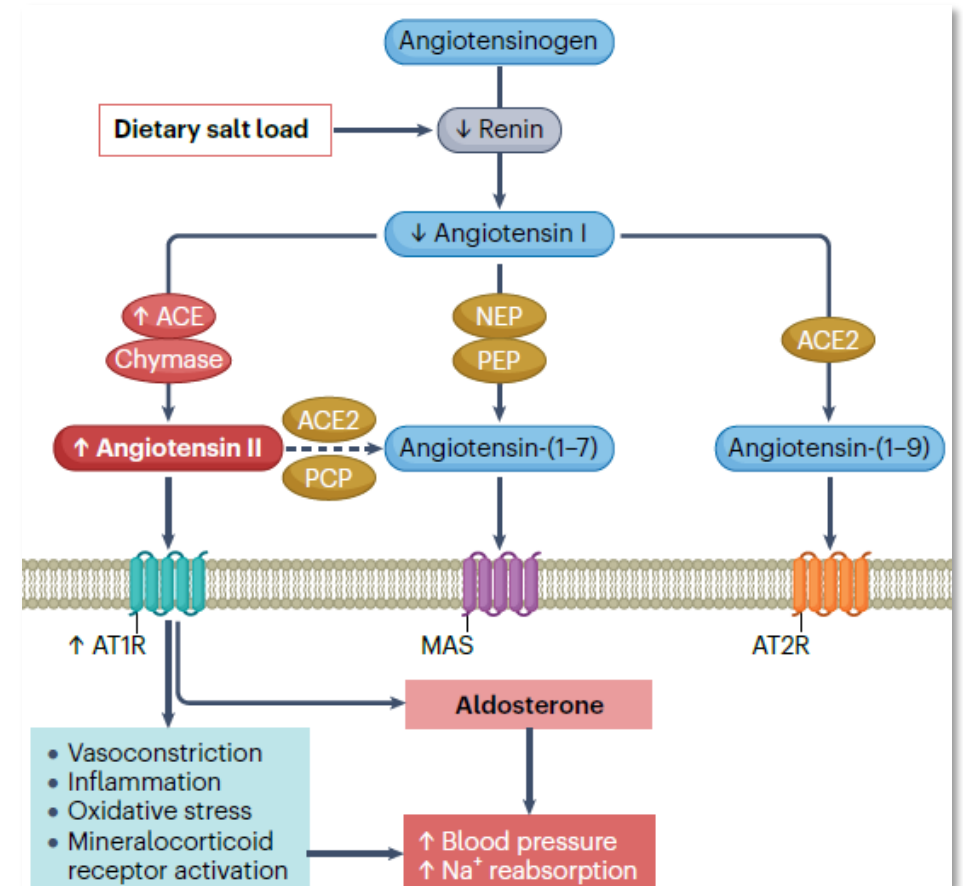 Angiotensinogen
Dietary salt load
↓ Renin
↓ Angiotensin I
↑ ACE
Chymase
NEP
PEP
ACE2
↑ Angiotensin II
ACE2
PCP
Angiotensin-(1–7)
Angiotensin-(1–9)
↑ AT1R
MAS
AT2R
Aldosterone
• Vasoconstriction
• Inflammation
• Oxidative stress
• Mineralocorticoid
receptor activation
↑ Blood pressure
↑ Na⁺ reabsorption